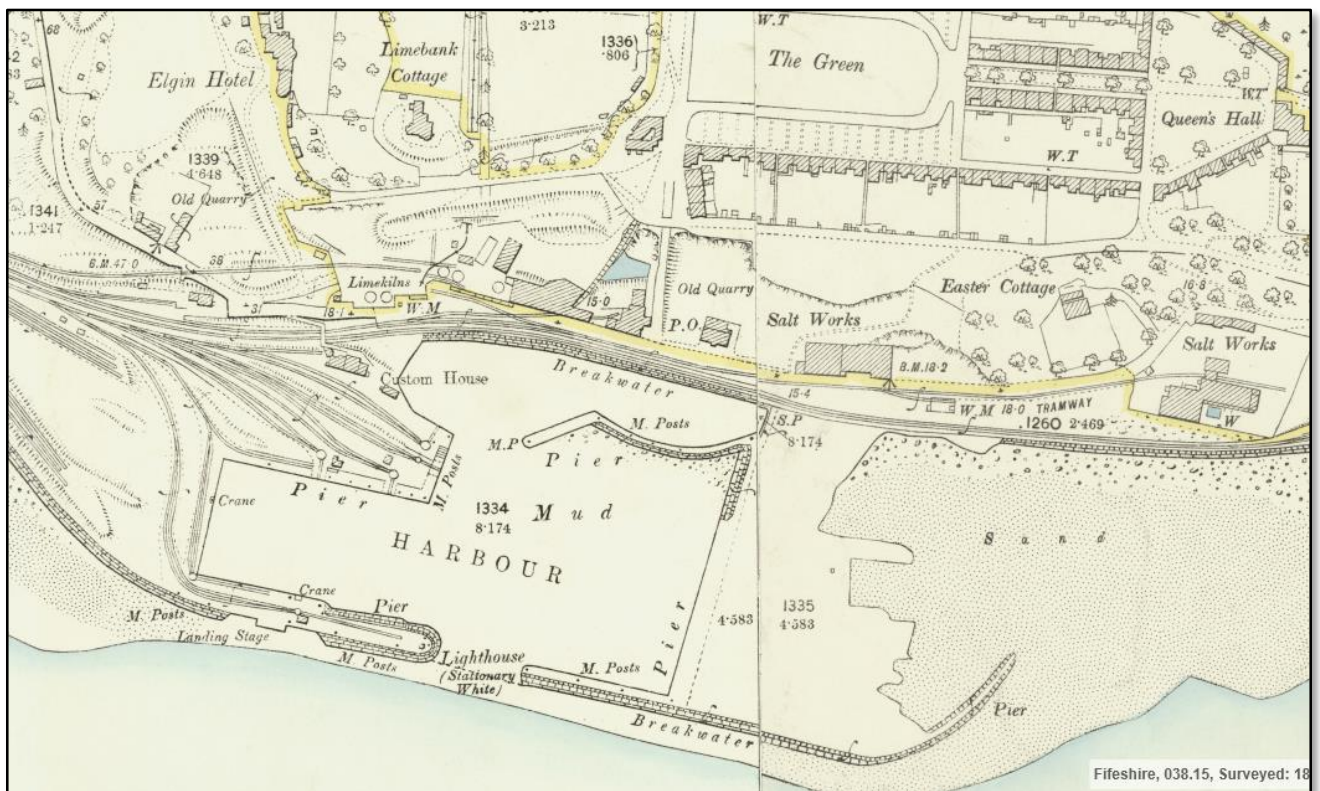 68
3·213
1336
·806
W.T
Limebank
Cottage
Elgin Hotel
The Green
W.T
Queen's Hall
W.T
1339
4·648
Old Quarry
1341
1·247
57
B.M.47·0
38
37
18·1
Limekilns
W.M
15·0
Old Quarry
P.O.
Salt Works
Easter Cottage
16·8
Salt Works
B.M.18·2
Custom House
Breakwater
15·4
W.M 18·0 TRAMWAY
1260 2·469
W
M. Posts
S.P
8·174
M.P
Pier
M. Posts
Pier
Crane
1334
8·174
Mud
HARBOUR
Sand
Crane
Pier
M. Posts
Landing Stage
M. Posts
Lighthouse
(Stationary
White)
M. Posts
Pier
4·583
1335
4·583
Breakwater
Pier
Fifeshire, 038.15, Surveyed: 18